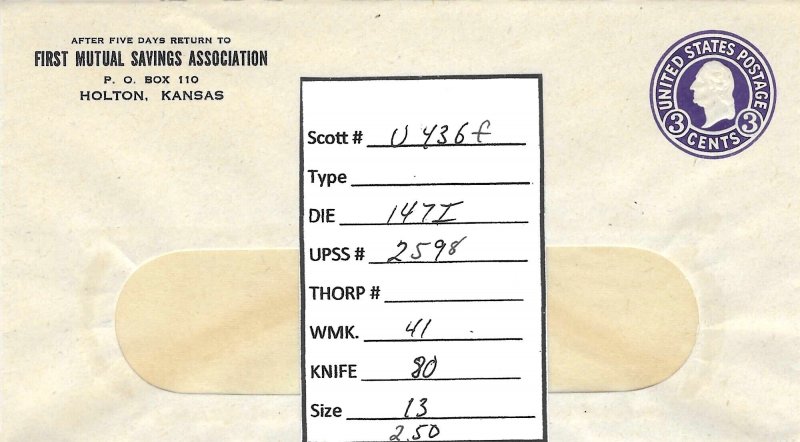 AFTER FIVE DAYS RETURN TO
FIRST MUTUAL SAVINGS ASSOCIATION
P. O. BOX 110
HOLTON, KANSAS
UNITED STATES POSTAGE
3 CENTS 3
Scott # U436f
Type
DIE 147I
UPSS # 2598
THORP #
WMK. 41
KNIFE 80
Size 13
2.50